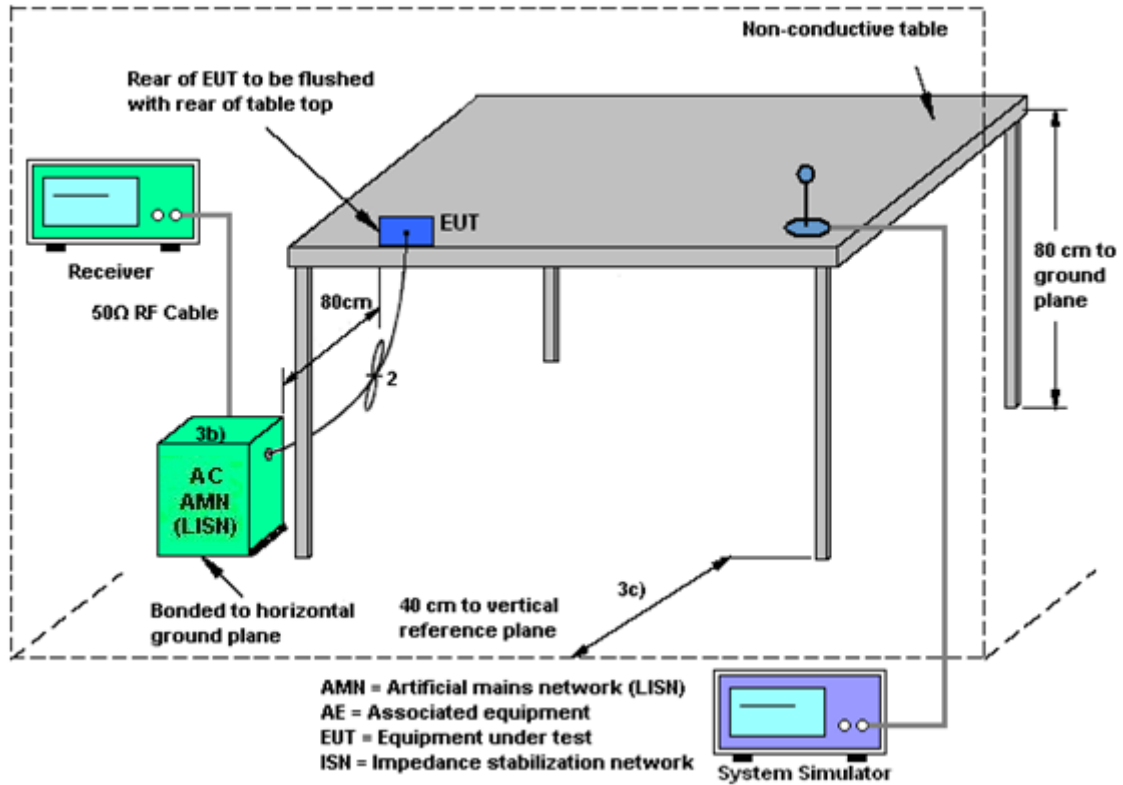 Non-conductive table
Rear of EUT to be flushed
with rear of table top
EUT
Receiver
80cm
80 cm to
ground
plane
50Ω RF Cable
2
3b)
AC
AMN
(LISN)
3c)
Bonded to horizontal
ground plane
40 cm to vertical
reference plane
AMN = Artificial mains network (LISN)
AE = Associated equipment
EUT = Equipment under test
ISN = Impedance stabilization network
System Simulator